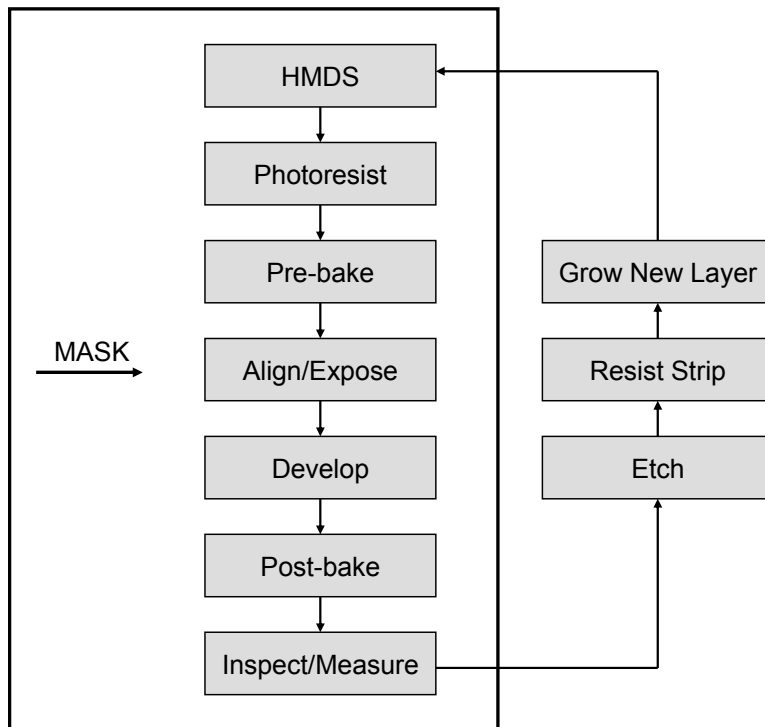 HMDS
Photoresist
Pre-bake
MASK
Align/Expose
Develop
Post-bake
Inspect/Measure
Grow New Layer
Resist Strip
Etch